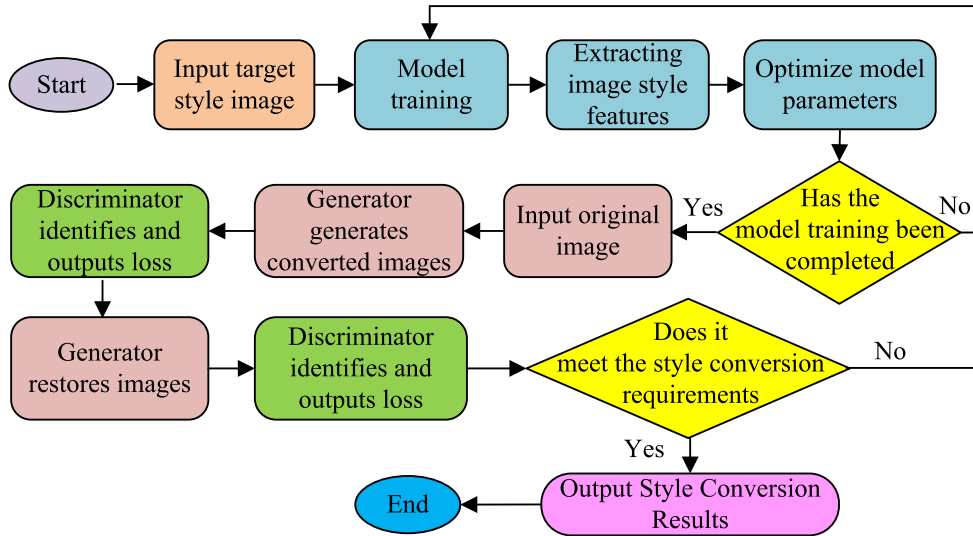 Start
Input target
style image
Model
training
Extracting
image style
features
Optimize model
parameters
Has the
model training been
completed
No
Yes
Input original
image
Generator
generates
converted images
Discriminator
identifies and
outputs loss
Generator
restores images
Discriminator
identifies and
outputs loss
Does it
meet the style conversion
requirements
No
Yes
Output Style Conversion
Results
End